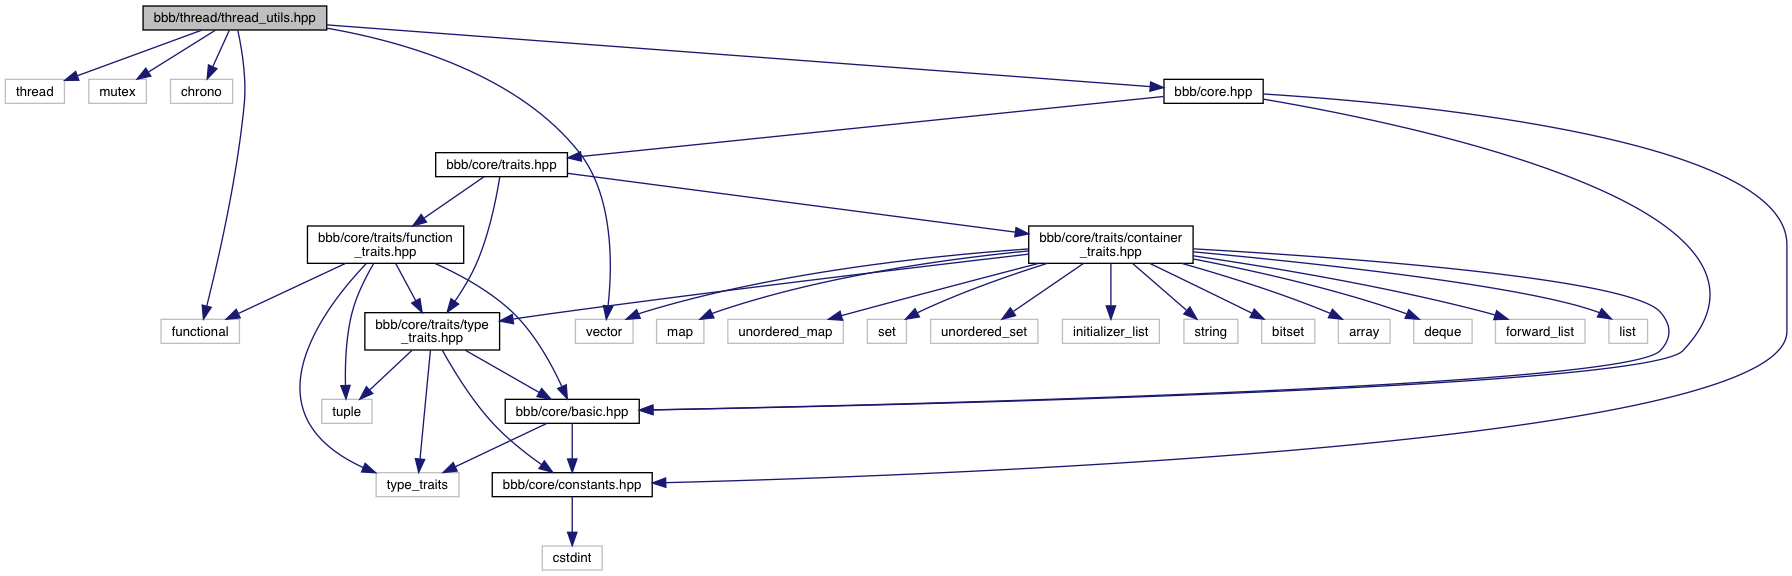 bbb/thread/thread_utils.hpp
thread
mutex
chrono
bbb/core.hpp
bbb/core/traits.hpp
bbb/core/traits/function
_traits.hpp
bbb/core/traits/container
_traits.hpp
functional
bbb/core/traits/type
_traits.hpp
vector
map
unordered_map
set
unordered_set
initializer_list
string
bitset
array
deque
forward_list
list
tuple
bbb/core/basic.hpp
type_traits
bbb/core/constants.hpp
cstdint